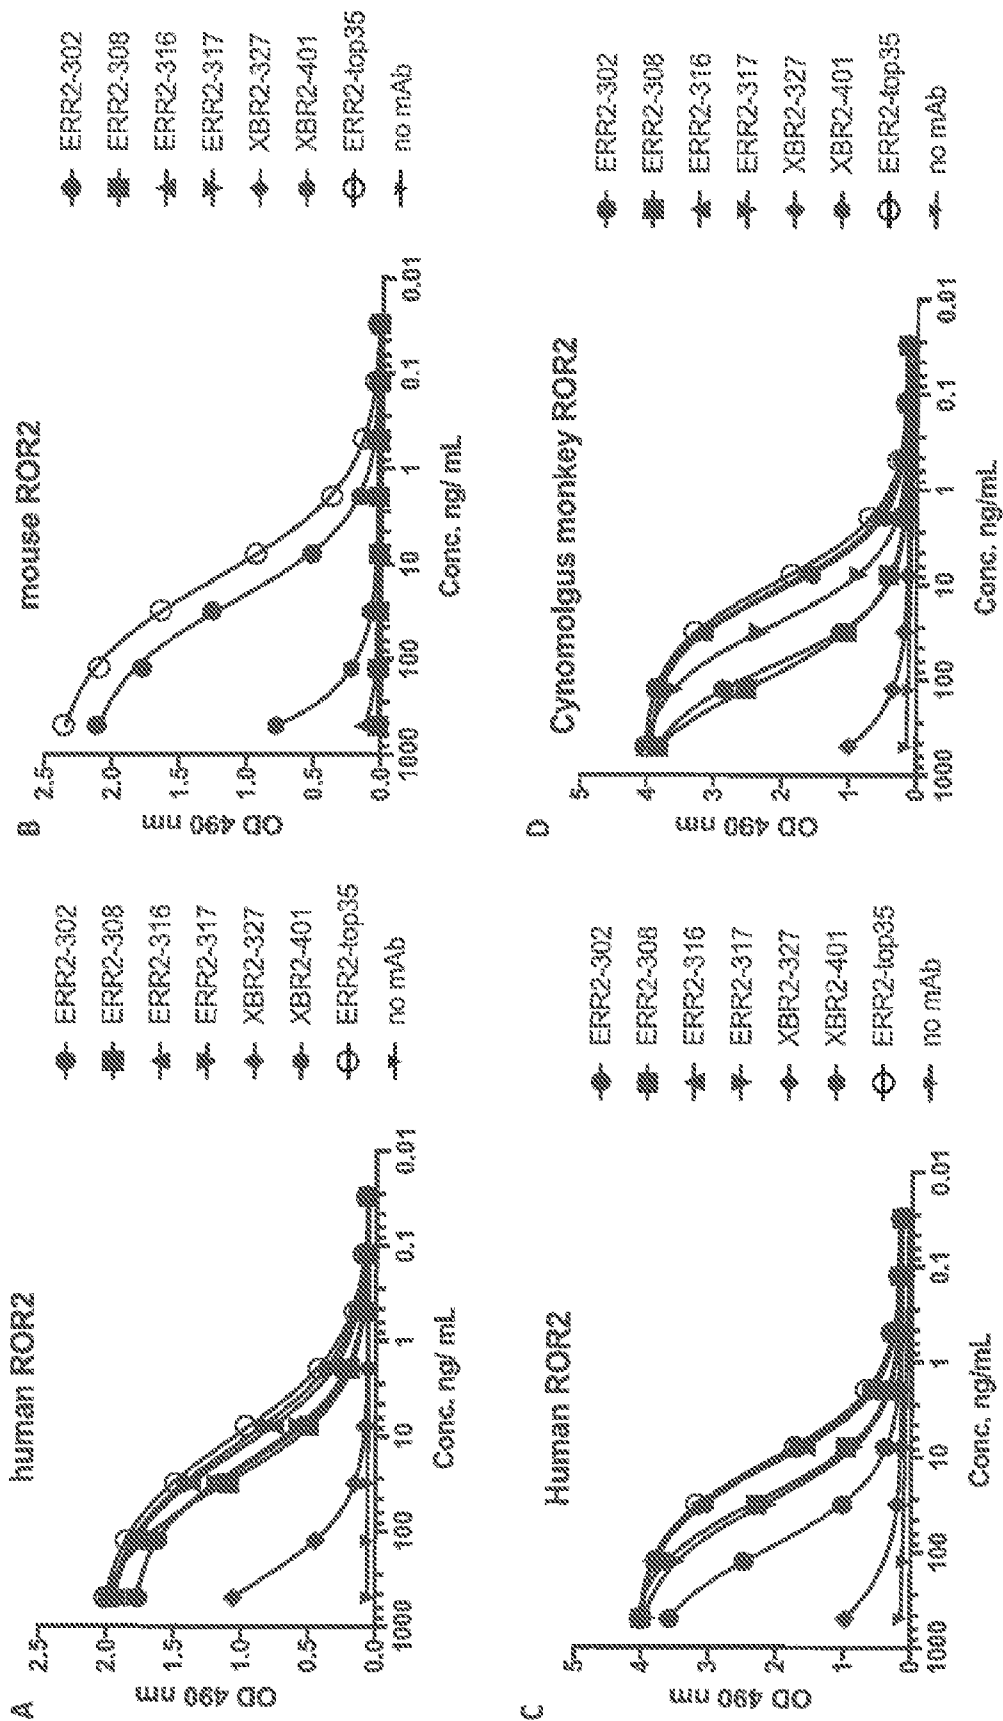 A
human ROR2
2.5
2.0
1.5
1.0
0.5
0.0
OD 490 nm
1000
100
10
1
0.1
0.01
Conc. ng/ mL
ERR2-302
ERR2-308
ERR2-316
ERR2-317
XBR2-327
XBR2-401
ERR2-top35
no mAb
B
mouse ROR2
2.5
2.0
1.5
1.0
0.5
0.0
OD 490 nm
1000
100
10
1
0.1
0.01
Conc. ng/ mL
ERR2-302
ERR2-308
ERR2-316
ERR2-317
XBR2-327
XBR2-401
ERR2-top35
no mAb
C
Human ROR2
5
4
3
2
1
0
OD 490 nm
1000
100
10
1
0.1
0.01
Conc. ng/mL
ERR2-302
ERR2-308
ERR2-316
ERR2-317
XBR2-327
XBR2-401
ERR2-top35
no mAb
D
Cynomolgus monkey ROR2
5
4
3
2
1
0
OD 490 nm
1000
100
10
1
0.1
0.01
Conc. ng/mL
ERR2-302
ERR2-308
ERR2-316
ERR2-317
XBR2-327
XBR2-401
ERR2-top35
no mAb